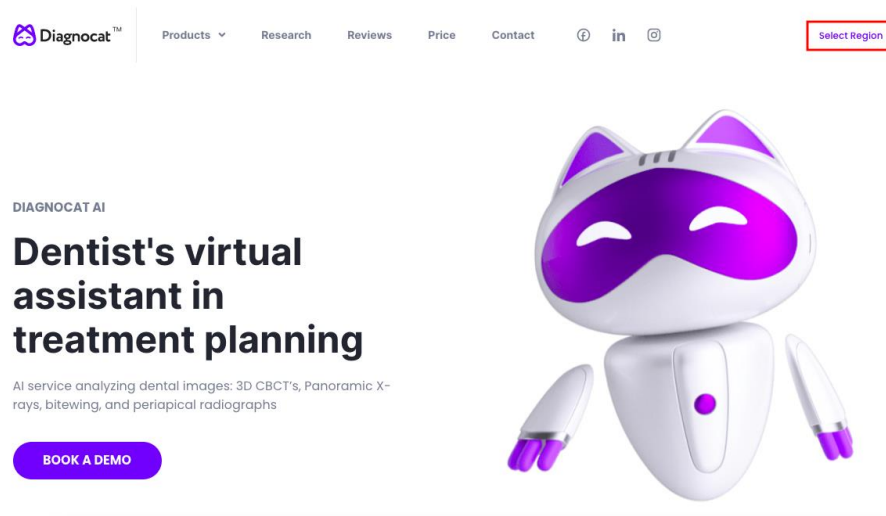 Diagnocat™
Products
Research
Reviews
Price
Contact
Select Region
DIAGNOCAT AI
Dentist's virtual
assistant in
treatment planning
AI service analyzing dental images: 3D CBCT's, Panoramic X-
rays, bitewing, and periapical radiographs
BOOK A DEMO